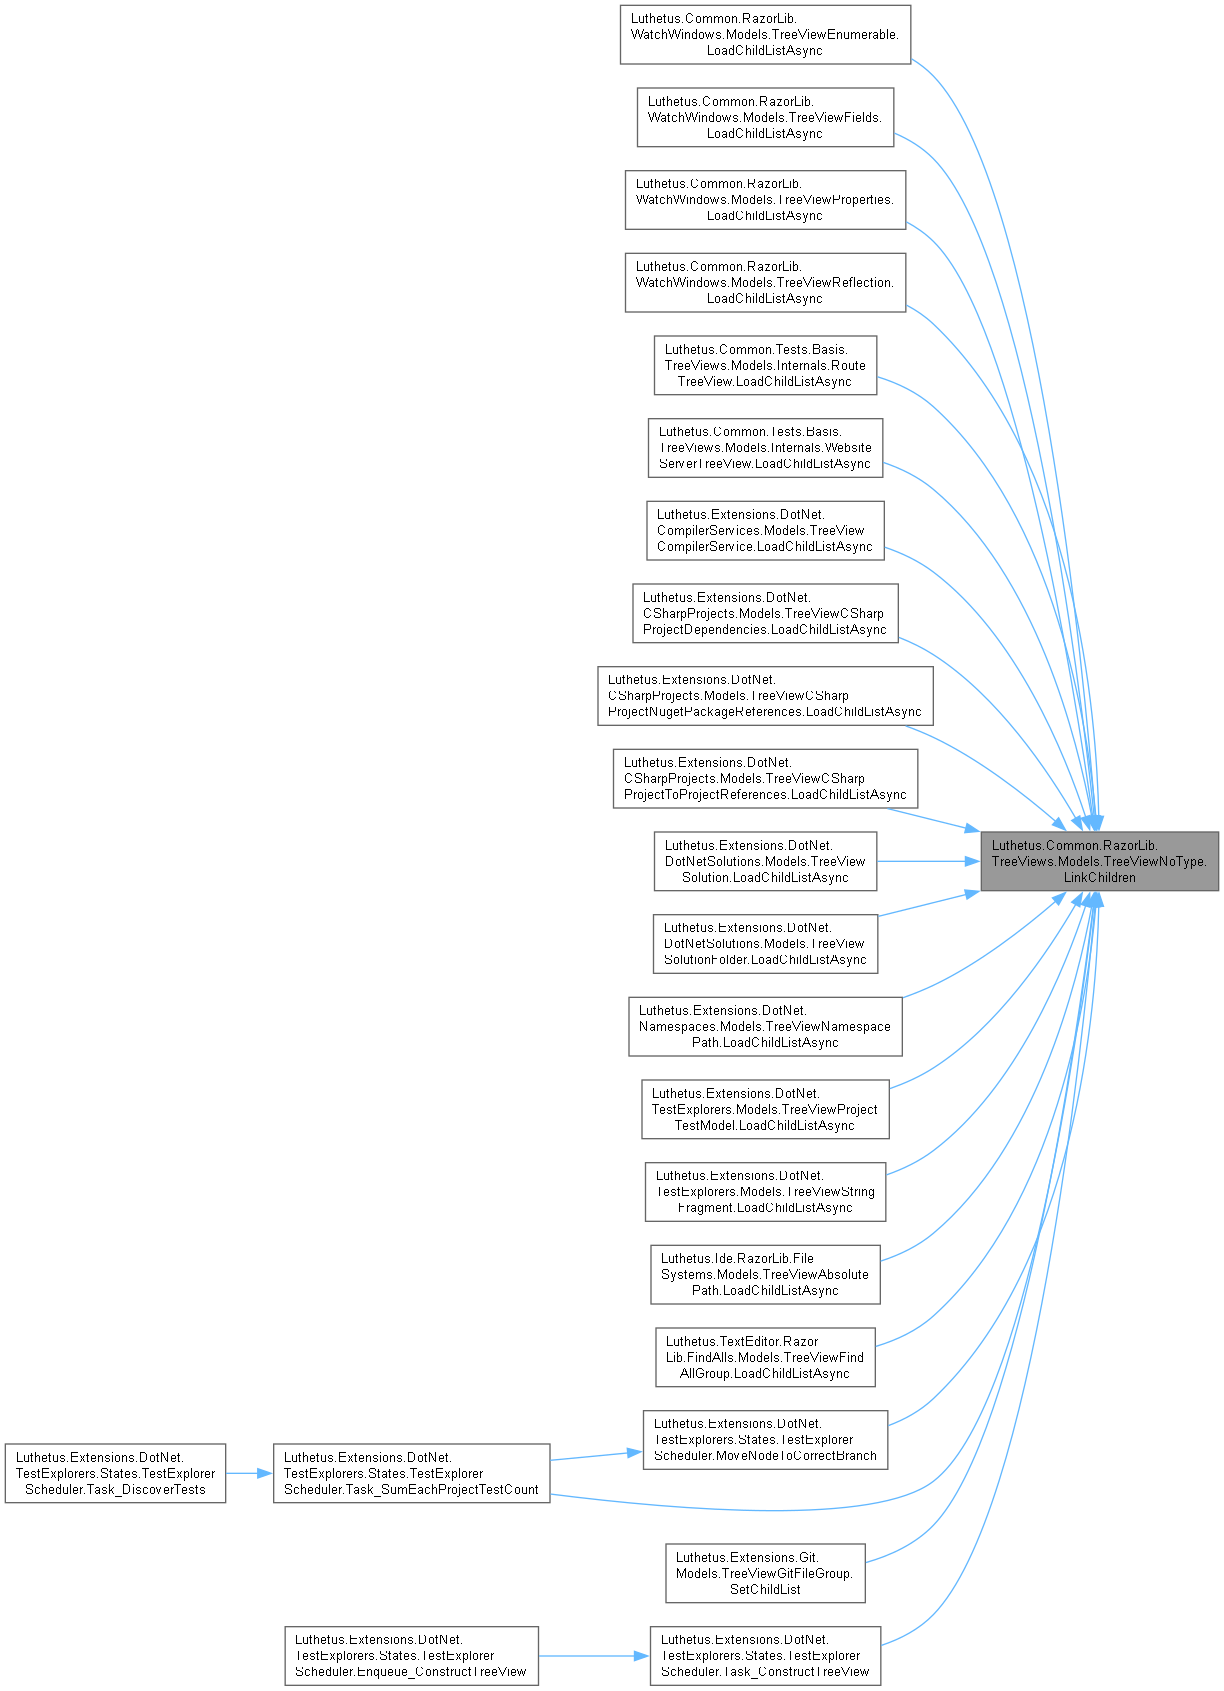 Luthetus.Common.RazorLib.
WatchWindows.Models.TreeViewEnumerable.
LoadChildListAsync
Luthetus.Common.RazorLib.
WatchWindows.Models.TreeViewFields.
LoadChildListAsync
Luthetus.Common.RazorLib.
WatchWindows.Models.TreeViewProperties.
LoadChildListAsync
Luthetus.Common.RazorLib.
WatchWindows.Models.TreeViewReflection.
LoadChildListAsync
Luthetus.Common.Tests.Basis.
TreeViews.Models.Internals.Route
TreeView.LoadChildListAsync
Luthetus.Common.Tests.Basis.
TreeViews.Models.Internals.Website
ServerTreeView.LoadChildListAsync
Luthetus.Extensions.DotNet.
CompilerServices.Models.TreeView
CompilerService.LoadChildListAsync
Luthetus.Extensions.DotNet.
CSharpProjects.Models.TreeViewCSharp
ProjectDependencies.LoadChildListAsync
Luthetus.Extensions.DotNet.
CSharpProjects.Models.TreeViewCSharp
ProjectNugetPackageReferences.LoadChildListAsync
Luthetus.Extensions.DotNet.
CSharpProjects.Models.TreeViewCSharp
ProjectToProjectReferences.LoadChildListAsync
Luthetus.Extensions.DotNet.
DotNetSolutions.Models.TreeView
Solution.LoadChildListAsync
Luthetus.Common.RazorLib.
TreeViews.Models.TreeViewNoType.
LinkChildren
Luthetus.Extensions.DotNet.
DotNetSolutions.Models.TreeView
SolutionFolder.LoadChildListAsync
Luthetus.Extensions.DotNet.
Namespaces.Models.TreeViewNamespace
Path.LoadChildListAsync
Luthetus.Extensions.DotNet.
TestExplorers.Models.TreeViewProject
TestModel.LoadChildListAsync
Luthetus.Extensions.DotNet.
TestExplorers.Models.TreeViewString
Fragment.LoadChildListAsync
Luthetus.Ide.RazorLib.File
Systems.Models.TreeViewAbsolute
Path.LoadChildListAsync
Luthetus.TextEditor.Razor
Lib.FindAlls.Models.TreeViewFind
AllGroup.LoadChildListAsync
Luthetus.Extensions.DotNet.
TestExplorers.States.TestExplorer
Scheduler.MoveNodeToCorrectBranch
Luthetus.Extensions.DotNet.
TestExplorers.States.TestExplorer
Scheduler.Task_SumEachProjectTestCount
Luthetus.Extensions.DotNet.
TestExplorers.States.TestExplorer
Scheduler.Task_DiscoverTests
Luthetus.Extensions.Git.
Models.TreeViewGitFileGroup.
SetChildList
Luthetus.Extensions.DotNet.
TestExplorers.States.TestExplorer
Scheduler.Enqueue_ConstructTreeView
Luthetus.Extensions.DotNet.
TestExplorers.States.TestExplorer
Scheduler.Task_ConstructTreeView